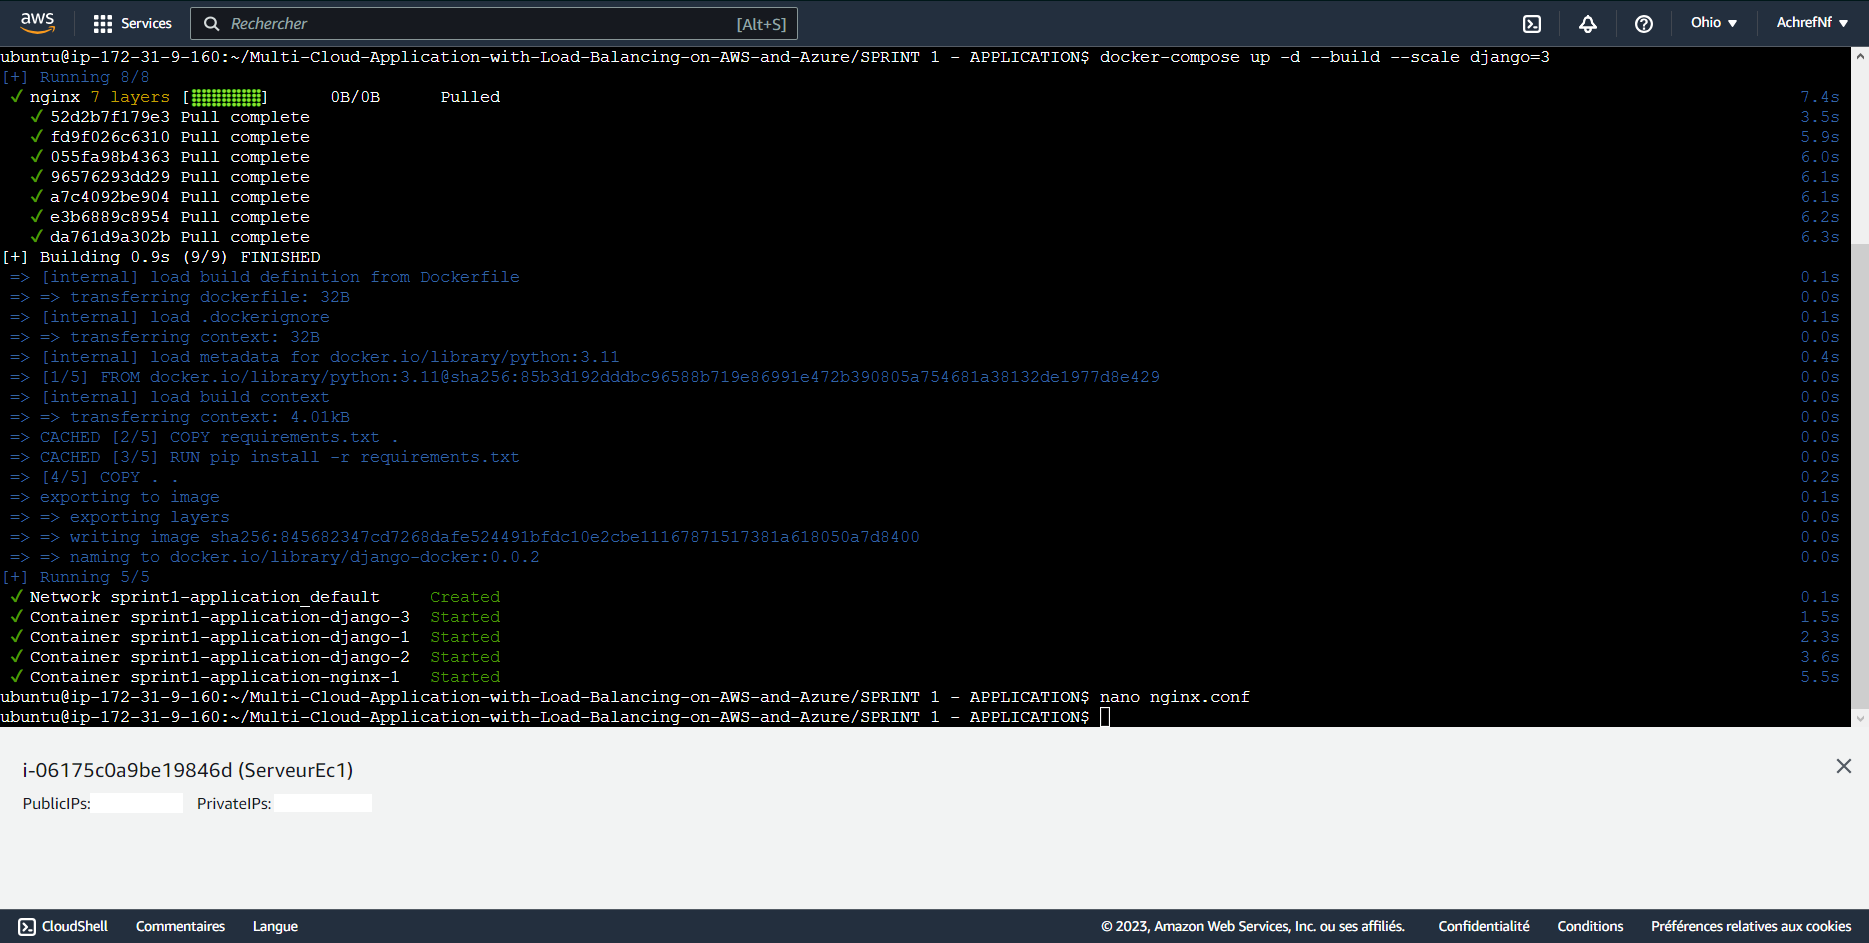 aws Services Rechercher [Alt+S] Ohio AchrefNf
ubuntu@ip-172-31-9-160:~/Multi-Cloud-Application-with-Load-Balancing-on-AWS-and-Azure/SPRINT 1 - APPLICATION$ docker-compose up -d --build --scale django=3
[+] Running 8/8
✓ nginx 7 layers [⣿⣿⣿⣿⣿⣿⣿] 0B/0B Pulled 7.4s
✓ 52d2b7f179e3 Pull complete 3.5s
✓ fd9f026c6310 Pull complete 5.9s
✓ 055fa98b4363 Pull complete 6.0s
✓ 96576293dd29 Pull complete 6.1s
✓ a7c4092be904 Pull complete 6.1s
✓ e3b6889c8954 Pull complete 6.2s
✓ da761d9a302b Pull complete 6.3s
[+] Building 0.9s (9/9) FINISHED
=> [internal] load build definition from Dockerfile 0.1s
=> => transferring dockerfile: 32B 0.0s
=> [internal] load .dockerignore 0.1s
=> => transferring context: 32B 0.0s
=> [internal] load metadata for docker.io/library/python:3.11 0.4s
=> [1/5] FROM docker.io/library/python:3.11@sha256:85b3d192dddbc96588b719e86991e472b390805a754681a38132de1977d8e429 0.0s
=> [internal] load build context 0.0s
=> => transferring context: 4.01kB 0.0s
=> CACHED [2/5] COPY requirements.txt . 0.0s
=> CACHED [3/5] RUN pip install -r requirements.txt 0.0s
=> [4/5] COPY . . 0.2s
=> exporting to image 0.1s
=> => exporting layers 0.0s
=> => writing image sha256:845682347cd7268dafe524491bfdc10e2cbe11167871517381a618050a7d8400 0.0s
=> => naming to docker.io/library/django-docker:0.0.2 0.0s
[+] Running 5/5
✓ Network sprint1-application_default Created 0.1s
✓ Container sprint1-application-django-3 Started 1.5s
✓ Container sprint1-application-django-1 Started 2.3s
✓ Container sprint1-application-django-2 Started 3.6s
✓ Container sprint1-application-nginx-1 Started 5.5s
ubuntu@ip-172-31-9-160:~/Multi-Cloud-Application-with-Load-Balancing-on-AWS-and-Azure/SPRINT 1 - APPLICATION$ nano nginx.conf
ubuntu@ip-172-31-9-160:~/Multi-Cloud-Application-with-Load-Balancing-on-AWS-and-Azure/SPRINT 1 - APPLICATION$
i-06175c0a9be19846d (ServeurEc1)
PublicIPs: PrivateIPs:
CloudShell Commentaires Langue © 2023, Amazon Web Services, Inc. ou ses affiliés. Confidentialité Conditions Préférences relatives aux cookies